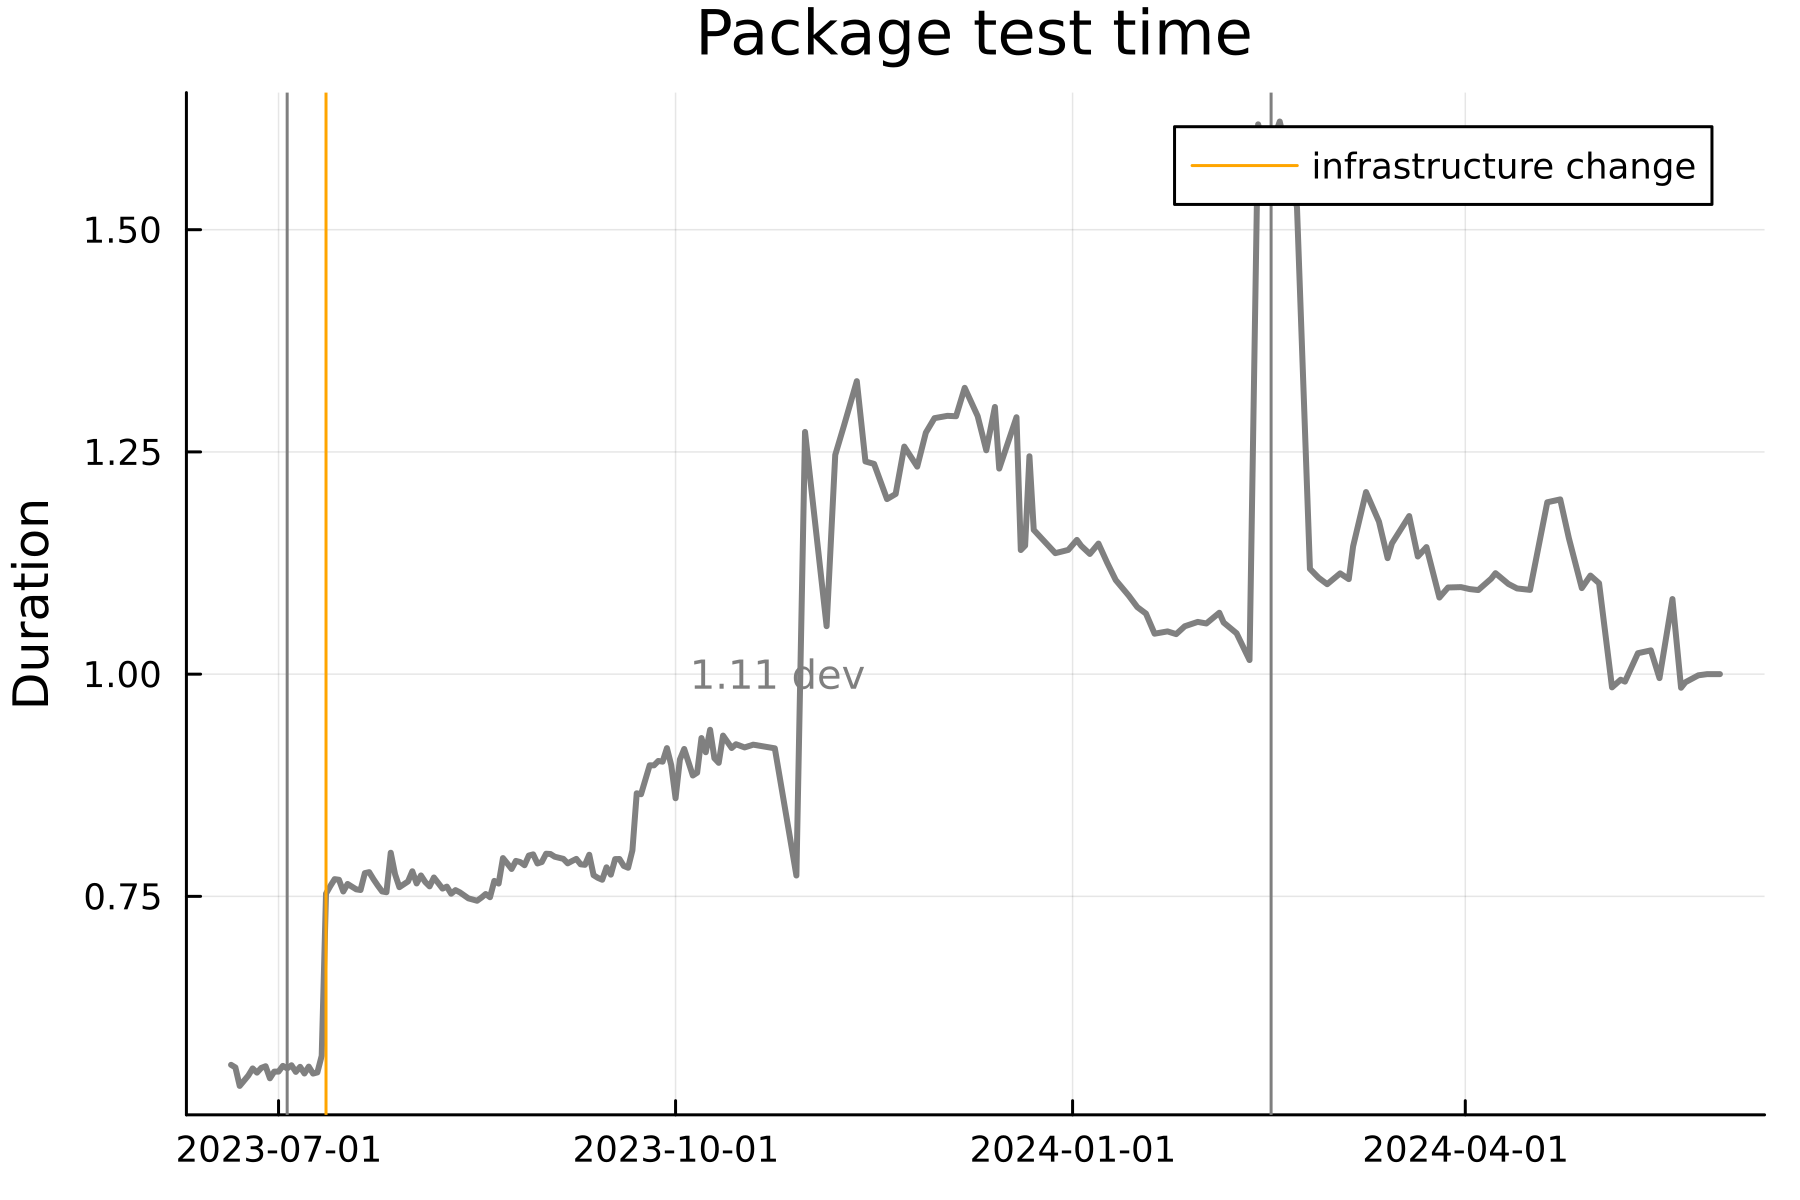 Package test time
infrastructure change
1.50
1.25
1.00
0.75
Duration
1.11 dev
2023-07-01
2023-10-01
2024-01-01
2024-04-01